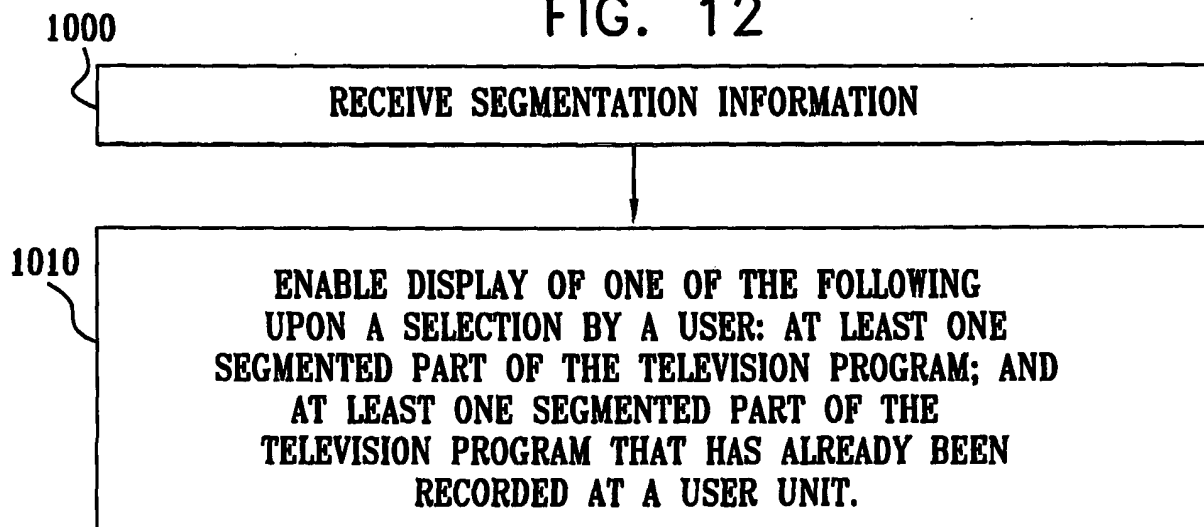 FIG. 12
1000
RECEIVE SEGMENTATION INFORMATION
1010
ENABLE DISPLAY OF ONE OF THE FOLLOWING
UPON A SELECTION BY A USER: AT LEAST ONE
SEGMENTED PART OF THE TELEVISION PROGRAM; AND
AT LEAST ONE SEGMENTED PART OF THE
TELEVISION PROGRAM THAT HAS ALREADY BEEN
RECORDED AT A USER UNIT.